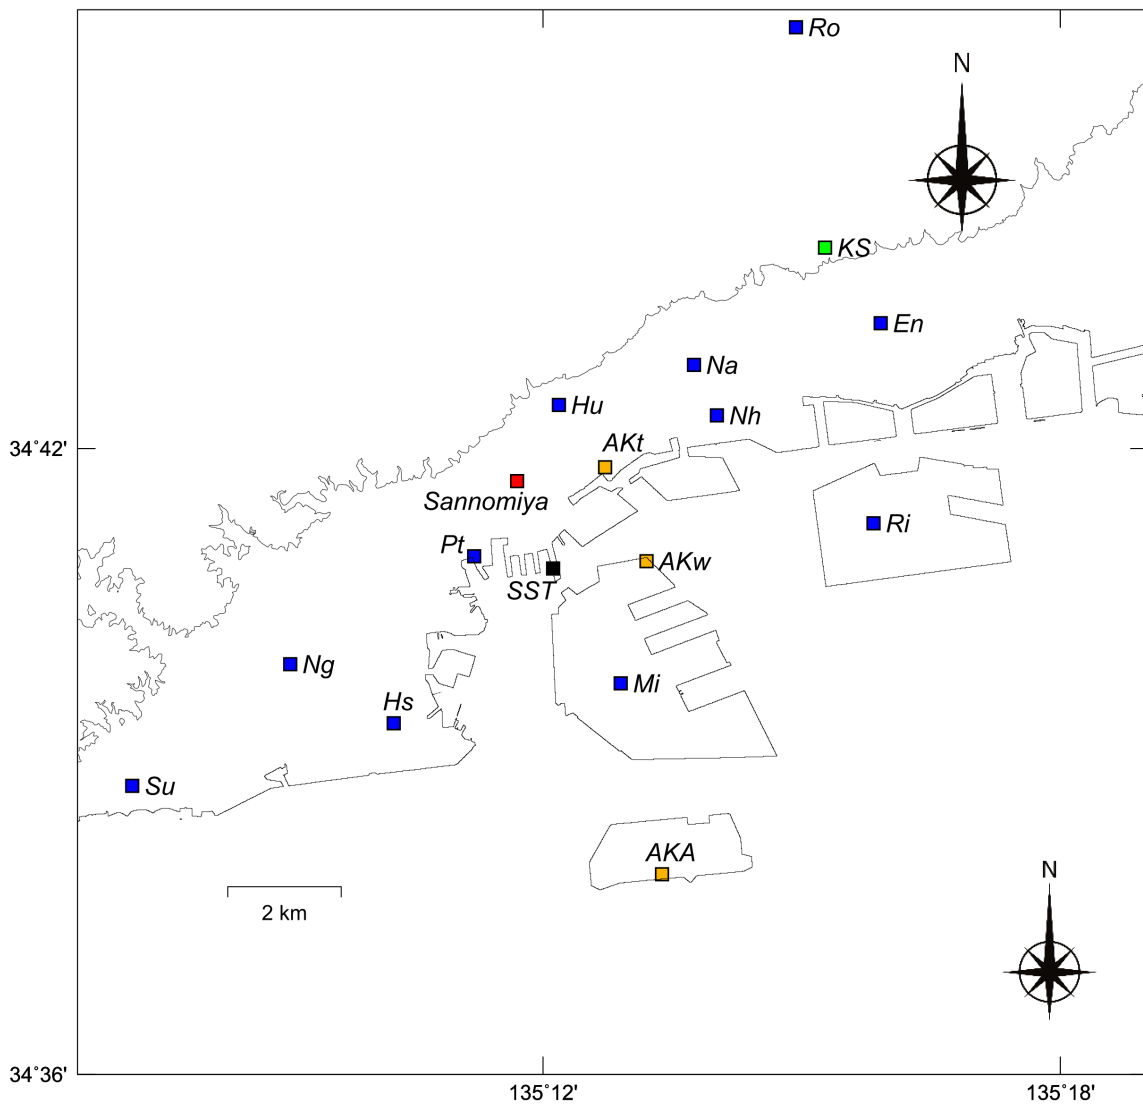 Ro
N
KS
En
Na
Hu
Nh
34°42'
AKt
Sannomiya
Ri
Pt
AKw
SST
Ng
Mi
Hs
Su
AKA
N
2 km
34°36'
135°12'
135°18'